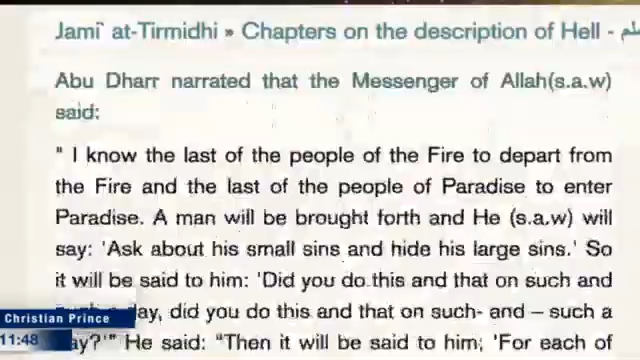 Jami` at-Tirmidhi » Chapters on the description of Hell -
Abu Dharr narrated that the Messenger of Allah(s.a.w)
said:
" I know the last of the people of the Fire to depart from
the Fire and the last of the people of Paradise to enter
Paradise. A man will be brought forth and He (s.a.w) will
say: 'Ask about his small sins and hide his large sins.' So
it will be said to him: 'Did you do this and that on such and
day, did you do this and that on such- and – such a
ay?'" He said: "Then it will be said to him; 'For each of
Christian Prince
11:48